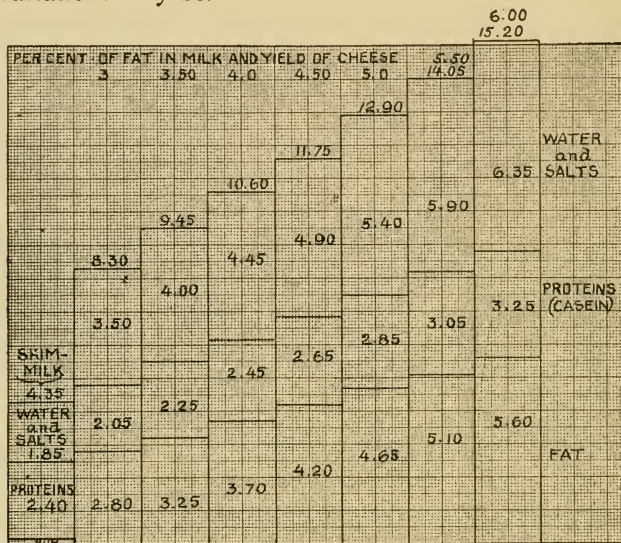 6.00
15.20
PER CENT. OF FAT IN MILK AND YIELD OF CHEESE
3 3.50 4.0 4.50 5.0 5.50
14.05
12.90
11.75
10.60
9.45
8.30
WATER
and
SALTS
6.35
5.90
5.40
4.90
4.45
4.00
3.50
PROTEINS
(CASEIN)
3.25
3.05
2.85
2.65
2.45
2.25
2.05
SKIM-
MILK
4.35
WATER
and
SALTS
1.85
PROTEINS
2.40
2.80
3.25
3.70
4.20
4.65
5.10
5.60
FAT